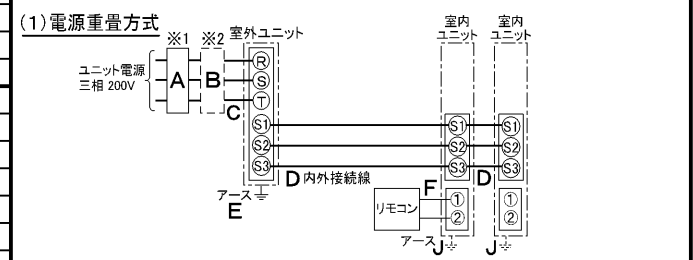 (1)電源重畳方式
※1 ※2 室外ユニット
室内
ユニット
室内
ユニット
ユニット電源
三相 200V
A
B
C
R
S
T
S1
S2
S3
S1
S2
S3
S1
S2
S3
D 内外接続線
D
アース
E
F
リモコン
1
2
1
2
アース J
J